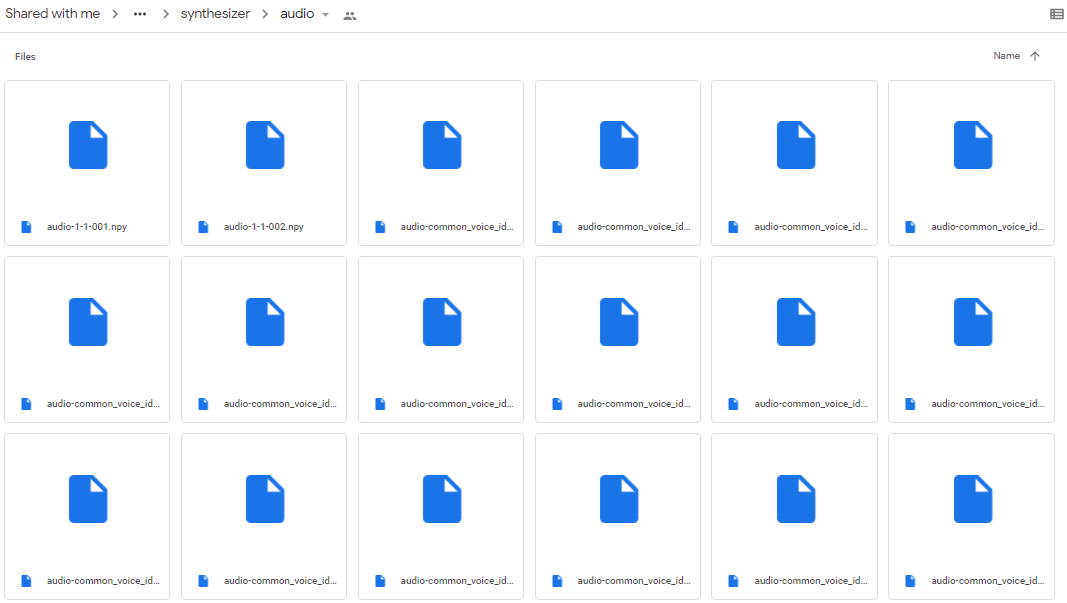 Shared with me > ••• > synthesizer > audio
Files Name ↑
audio-1-1-001.npy audio-1-1-002.npy audio-common_voice_id... audio-common_voice_id... audio-common_voice_id... audio-common_voice_id...
audio-common_voice_id... audio-common_voice_id... audio-common_voice_id... audio-common_voice_id... audio-common_voice_id... audio-common_voice_id...
audio-common_voice_id... audio-common_voice_id... audio-common_voice_id... audio-common_voice_id... audio-common_voice_id... audio-common_voice_id...